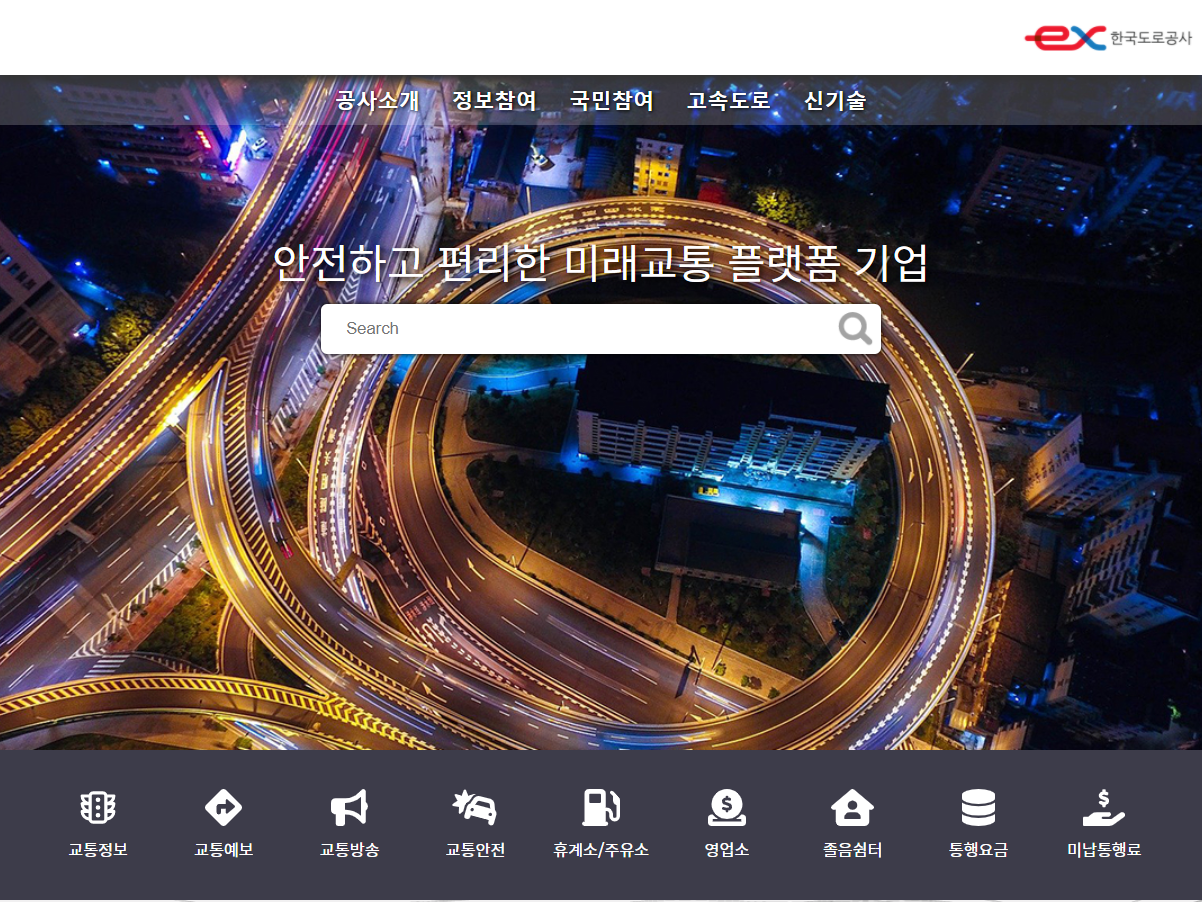 ex 한국도로공사
공사소개 정보참여 국민참여 고속도로 신기술
안전하고 편리한 미래교통 플랫폼 기업
Search
교통정보 교통예보 교통방송 교통안전 휴게소/주유소 영업소 졸음쉼터 통행요금 미납통행료